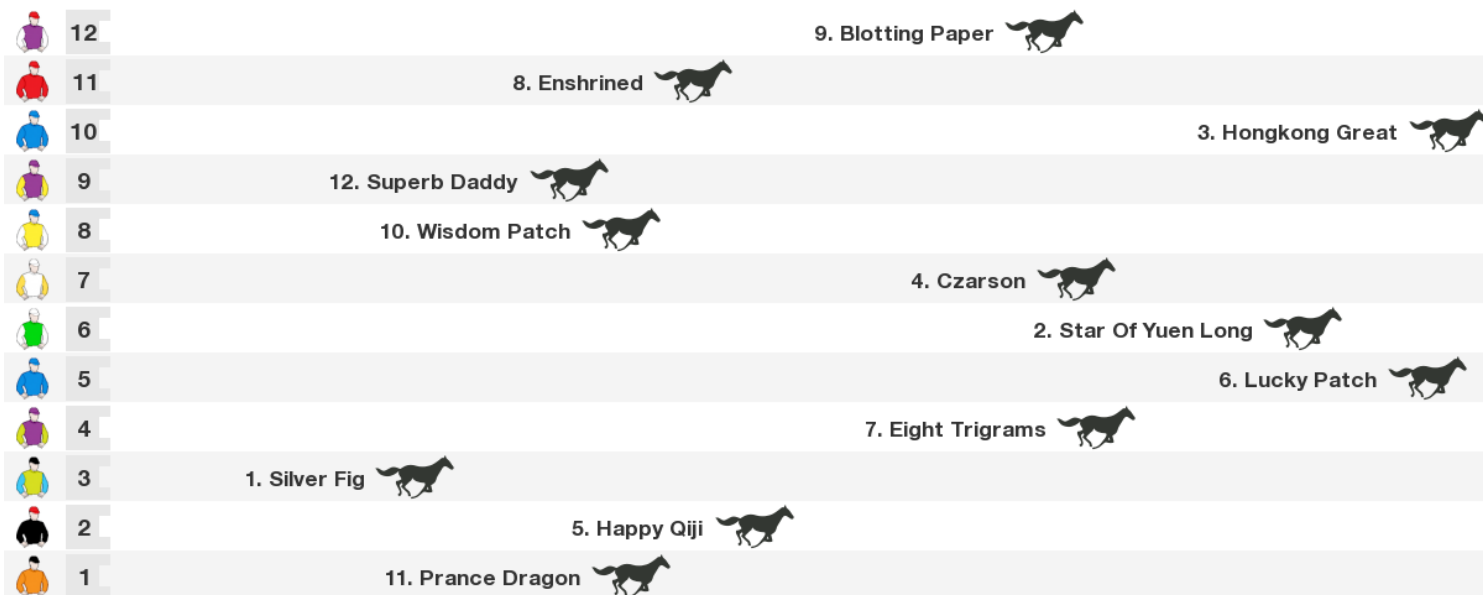 12 9. Blotting Paper
11 8. Enshrined
10 3. Hongkong Great
9 12. Superb Daddy
8 10. Wisdom Patch
7 4. Czarson
6 2. Star Of Yuen Long
5 6. Lucky Patch
4 7. Eight Trigrams
3 1. Silver Fig
2 5. Happy Qiji
1 11. Prance Dragon